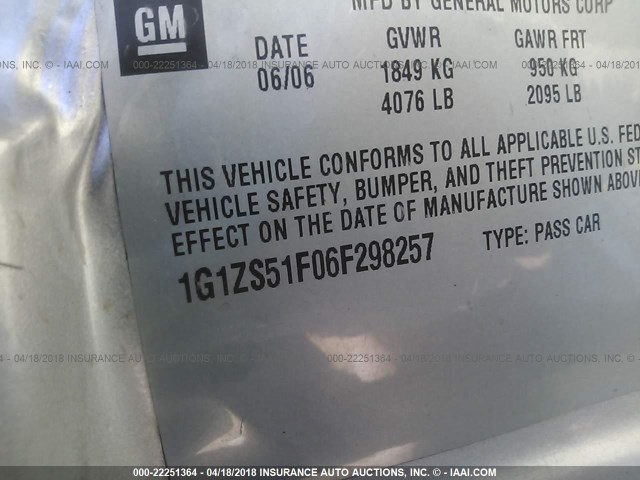 MFD BY GENERAL MOTORS CORP
GM
DATE GVWR GAWR FRT
06/06 1849 KG 950 KG
4076 LB 2095 LB
THIS VEHICLE CONFORMS TO ALL APPLICABLE U.S. FED
VEHICLE SAFETY, BUMPER, AND THEFT PREVENTION ST
EFFECT ON THE DATE OF MANUFACTURE SHOWN ABOV
1G1ZS51F06F298257 TYPE: PASS CAR
000-22251364 - 04/18/2018 INSURANCE AUTO AUCTIONS - © - IAAI.COM